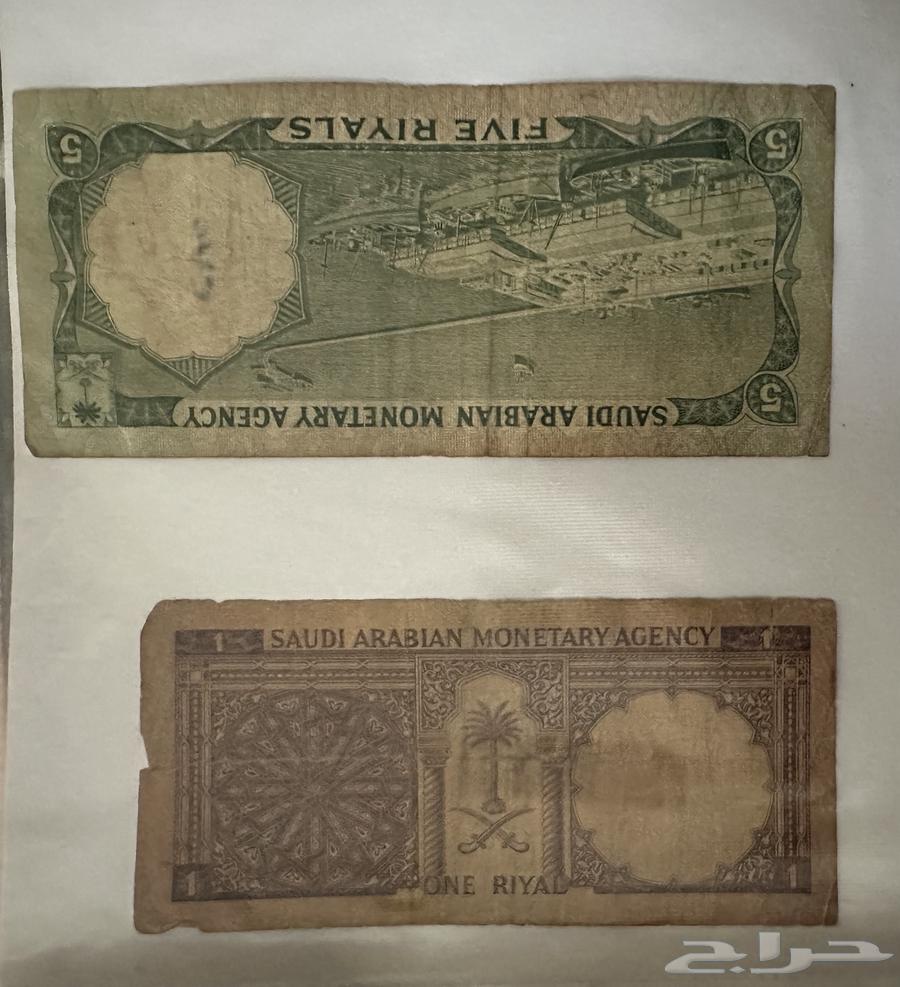 5 FIVE RIYALS 5
SAUDI ARABIAN MONETARY AGENCY 5
1 SAUDI ARABIAN MONETARY AGENCY 1
1 ONE RIYAL 1
حراج